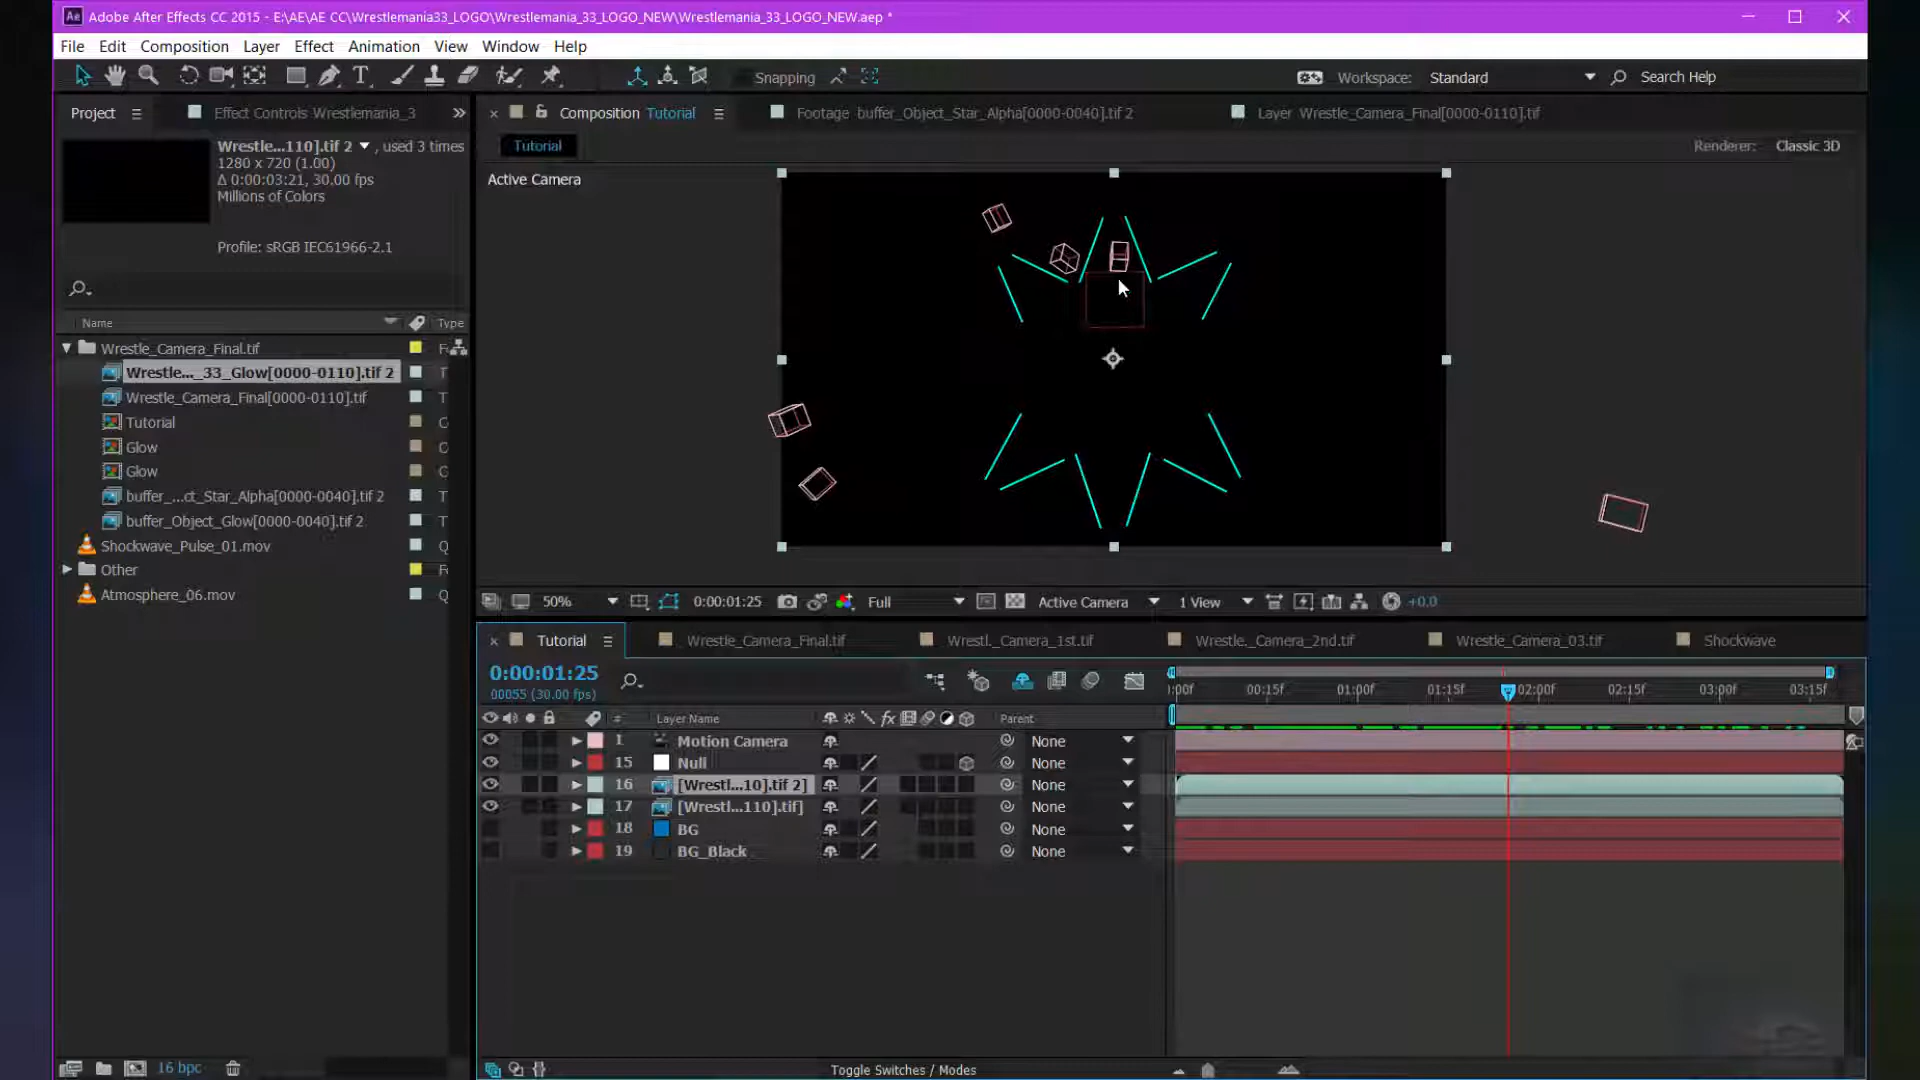 Adobe After Effects CC 2015 - E:\AE\AE CC\Wrestlemania33_LOGO\Wrestlemania_33_LOGO_NEW\Wrestlemania_33_LOGO_NEW.aep *
File Edit Composition Layer Effect Animation View Window Help
Snapping Workspace: Standard Search Help
Project Effect Controls Wrestlemania_3 Composition Tutorial Footage buffer_Object_Star_Alpha[0000-0040].tif 2 Layer Wrestle_Camera_Final[0000-0110].tif
Wrestle...110].tif 2 , used 3 times
1280 x 720 (1.00)
Δ 0:00:03:21, 30.00 fps
Millions of Colors
Profile: sRGB IEC61966-2.1
Tutorial Renderer: Classic 3D
Active Camera
Name Type
Wrestle_Camera_Final.tif F
Wrestle..._33_Glow[0000-0110].tif 2 T
Wrestle_Camera_Final[0000-0110].tif T
Tutorial C
Glow C
Glow C
buffer_...ct_Star_Alpha[0000-0040].tif 2 T
buffer_Object_Glow[0000-0040].tif 2 T
Shockwave_Pulse_01.mov Q
Other F
Atmosphere_06.mov Q
50% 0:00:01:25 Full Active Camera 1 View +0.0
Tutorial Wrestle_Camera_Final.tif Wrestl._Camera_1st.tif Wrestle._Camera_2nd.tif Wrestle_Camera_03.tif Shockwave
0:00:01:25
00055 (30.00 fps)
):00f 00:15f 01:00f 01:15f 02:00f 02:15f 03:00f 03:15f
# Layer Name fx Parent
1 Motion Camera None
15 Null None
16 [Wrestl...10].tif 2] None
17 [Wrestl...110].tif] None
18 BG None
19 BG_Black None
16 bpc Toggle Switches / Modes